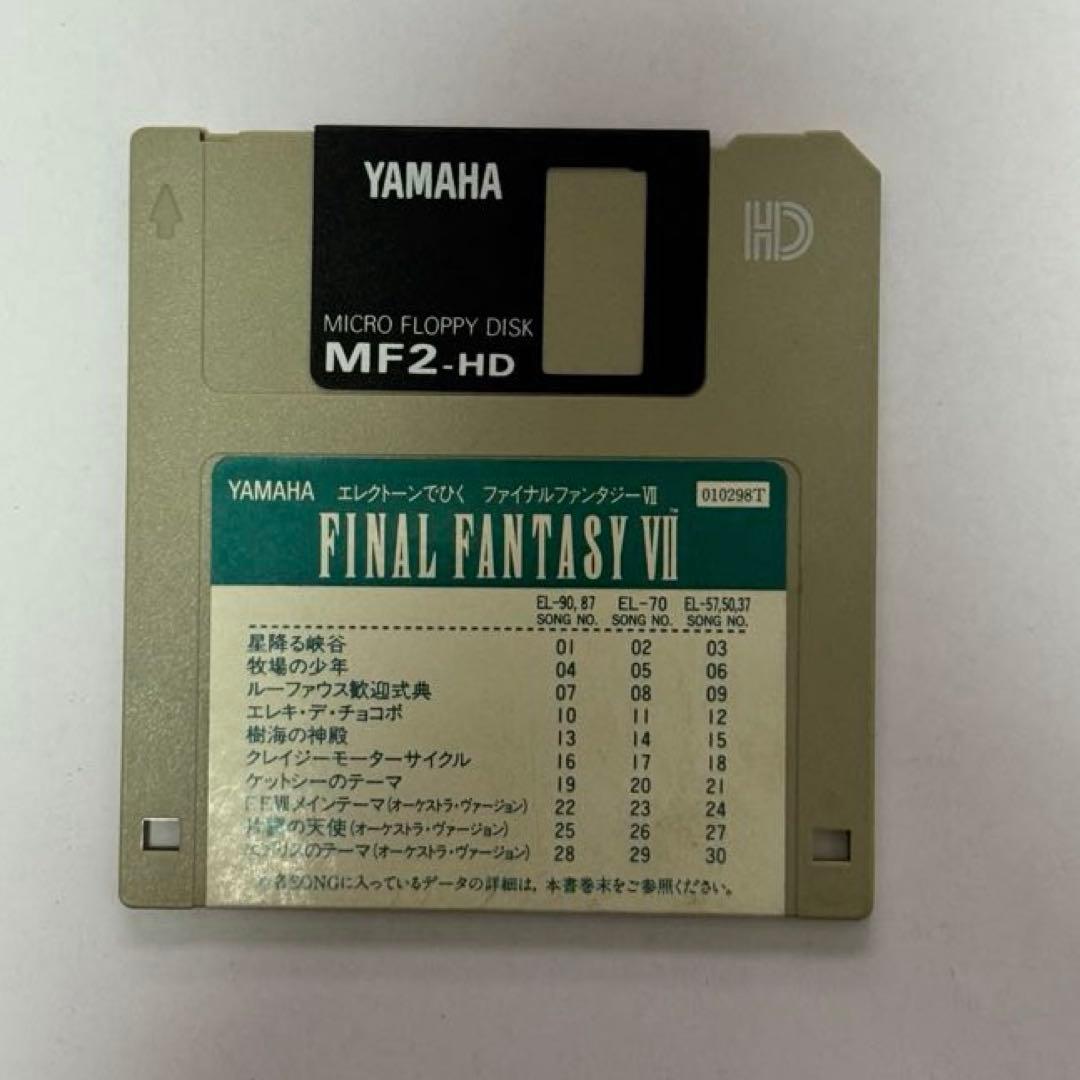 YAMAHA
HD
MICRO FLOPPY DISK
MF2-HD
YAMAHA エレクトーンでひく ファイナルファンタジーVII 010298T
FINAL FANTASY VII™
EL-90, 87 EL-70 EL-57,50,37
SONG NO. SONG NO. SONG NO.
星降る峡谷 01 02 03
牧場の少年 04 05 06
ルーファウス歓迎式典 07 08 09
エレキ・デ・チョコボ 10 11 12
樹海の神殿 13 14 15
クレイジーモーターサイクル 16 17 18
ケットシーのテーマ 19 20 21
FFVIIメインテーマ(オーケストラ・ヴァージョン) 22 23 24
片翼の天使(オーケストラ・ヴァージョン) 25 26 27
エアリスのテーマ(オーケストラ・ヴァージョン) 28 29 30
各SONGに入っているデータの詳細は、本書巻末をご参照ください。